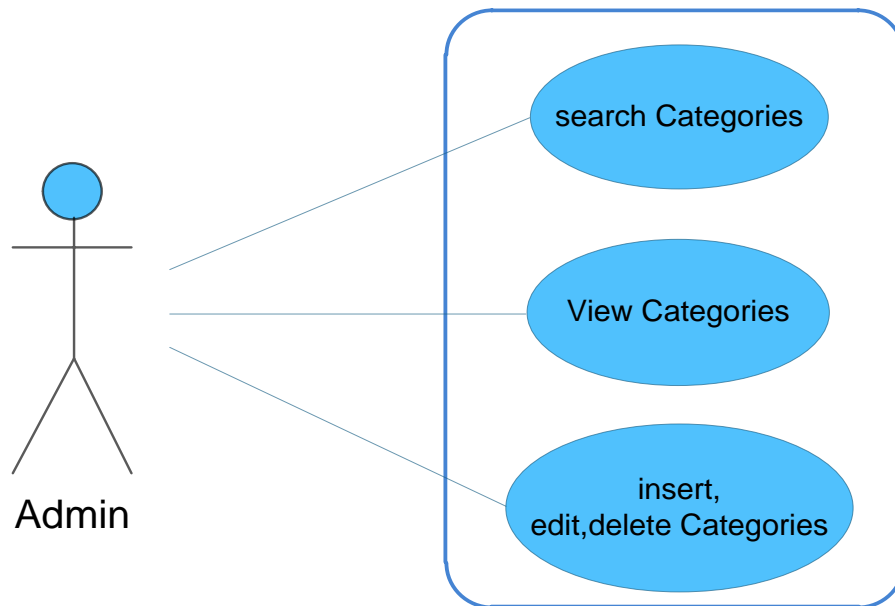 search Categories
View Categories
insert,
edit,delete Categories
Admin